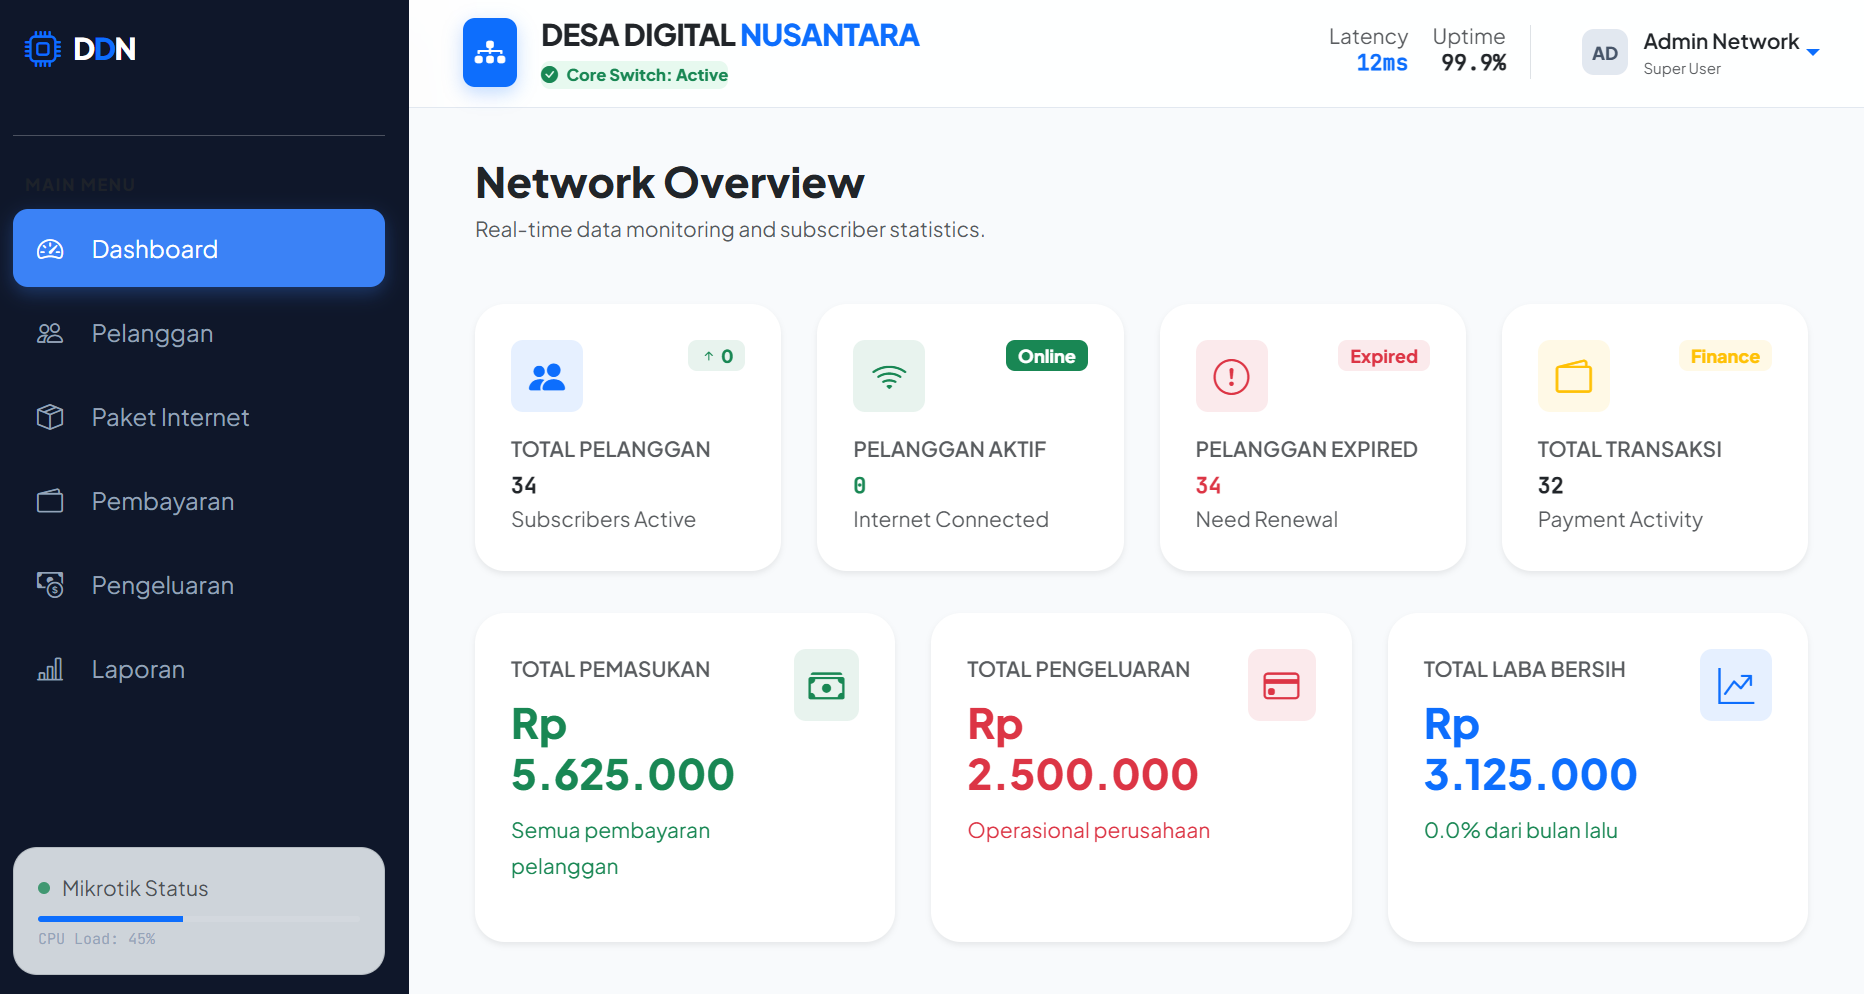 DDN
MAIN MENU
Dashboard
Pelanggan
Paket Internet
Pembayaran
Pengeluaran
Laporan
Mikrotik Status
CPU Load: 45%
DESA DIGITAL NUSANTARA
Core Switch: Active
Latency
12ms
Uptime
99.9%
AD
Admin Network
Super User
Network Overview
Real-time data monitoring and subscriber statistics.
↑ 0
TOTAL PELANGGAN
34
Subscribers Active
Online
PELANGGAN AKTIF
0
Internet Connected
Expired
PELANGGAN EXPIRED
34
Need Renewal
Finance
TOTAL TRANSAKSI
32
Payment Activity
TOTAL PEMASUKAN
Rp
5.625.000
Semua pembayaran
pelanggan
TOTAL PENGELUARAN
Rp
2.500.000
Operasional perusahaan
TOTAL LABA BERSIH
Rp
3.125.000
0.0% dari bulan lalu